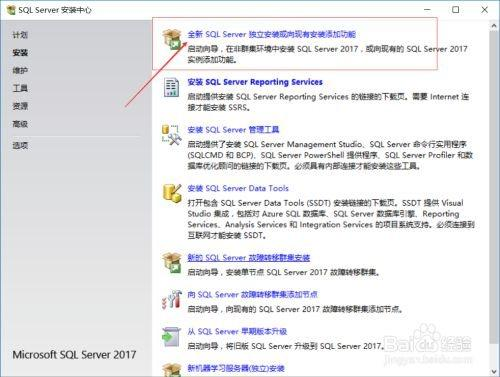 SQL Server 安装中心
计划
安装
维护
工具
资源
高级
选项
Microsoft SQL Server 2017
全新 SQL Server 独立安装或向现有安装添加功能
启动向导，在非群集环境中安装 SQL Server 2017，或向现有的 SQL Server 2017
实例添加功能。
安装 SQL Server Reporting Services
启动提供安装 SQL Server Reporting Services 的链接的下载页。需要 Internet 连
接才能安装 SSRS。
安装 SQL Server 管理工具
启动提供了安装 SQL Server Management Studio、SQL Server 命令行实用程序
(SQLCMD 和 BCP)、SQL Server PowerShell 提供程序、SQL Server Profiler 和数
据库优化顾问的链接的下载页。必须具有内部连接才能安装这些工具。
安装 SQL Server Data Tools
打开包含 SQL Server Data Tools (SSDT) 安装链接的下载页。SSDT 提供 Visual
Studio 集成，包括对 Azure SQL 数据库、SQL Server 数据库引擎、Reporting
Services、Analysis Services 和 Integration Services 的项目系统支持。必须连接到
互联网才能安装 SSDT。
新的 SQL Server 故障转移群集安装
启动向导，安装单节点 SQL Server 2017 故障转移群集。
向 SQL Server 故障转移群集添加节点
启动向导，向现有的 SQL Server 2017 故障转移群集添加节点。
从 SQL Server 早期版本升级
启动向导，将旧版 SQL Server 升级到 SQL Server 2017。
新机器学习服务器(独立)安装
Baidu 经验
jingyan.baidu.com